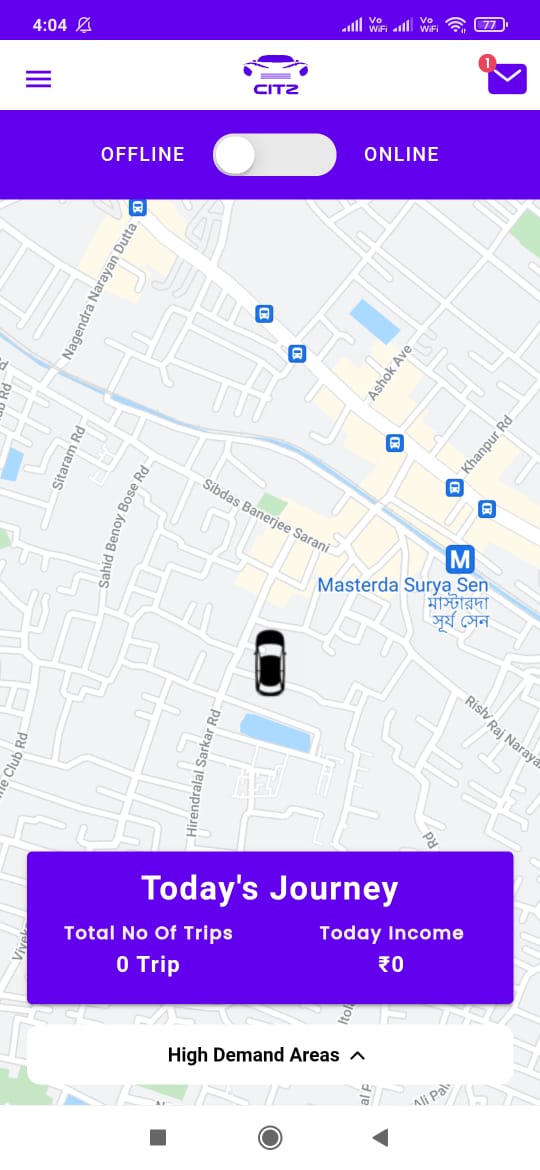 4:04
Vo
WiFi
Vo
WiFi
77
CITZ
1
OFFLINE
ONLINE
Nagendra Narayan Dutta
Ashok Ave
Khanpur Rd
Sitaram Rd
Sahid Benoy Bose Rd
Sibdas Banerjee Sarani
M
Masterda Surya Sen
মাস্টারদা
সূর্য সেন
Rishi Raj Naraya
Hirendralal Sarkar Rd
Club Rd
Rd
Today's Journey
Total No Of Trips
Today Income
0 Trip
₹0
High Demand Areas